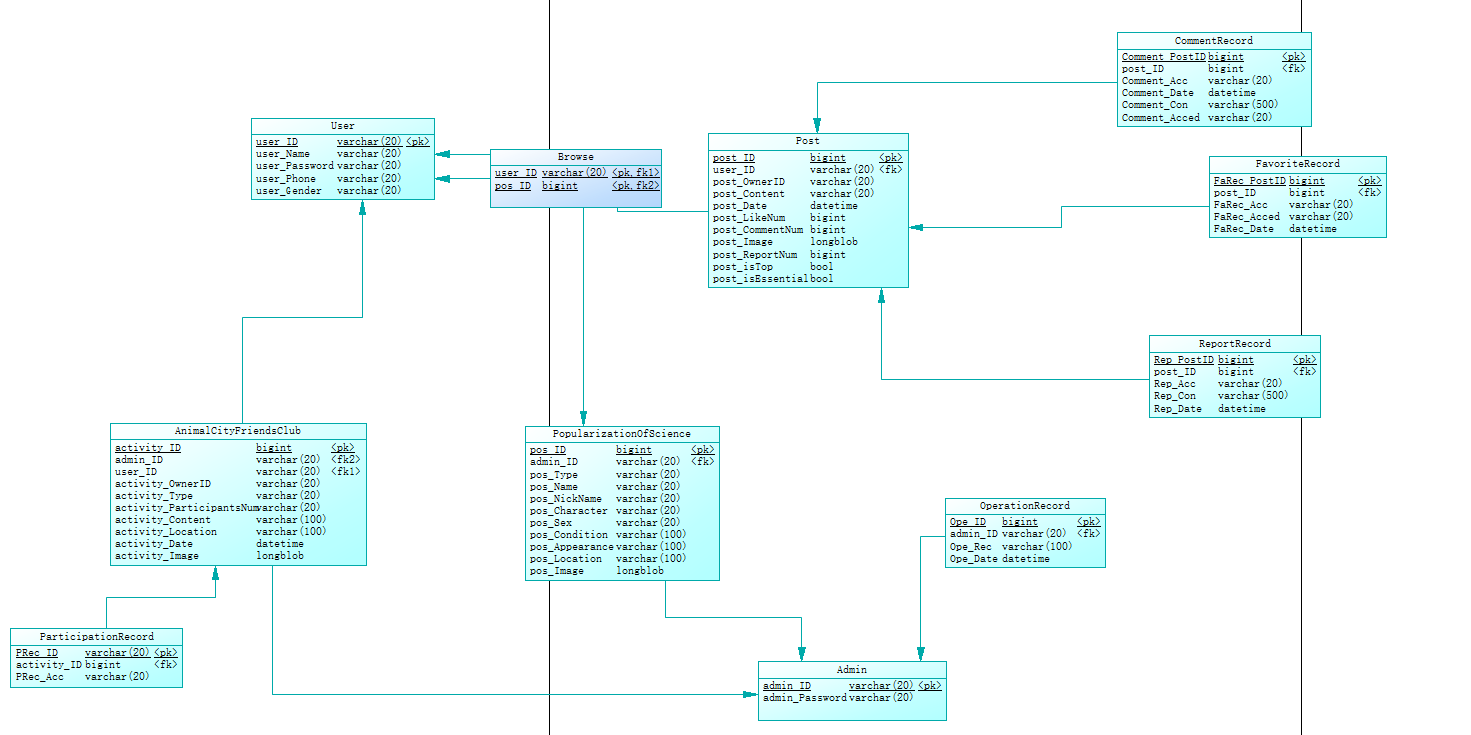 CommentRecord
Comment_PostID bigint <pk>
post_ID bigint <fk>
Comment_Acc varchar(20)
Comment_Date datetime
Comment_Con varchar(500)
Comment_Acced varchar(20)
User
user_ID varchar(20) <pk>
user_Name varchar(20)
user_Password varchar(20)
user_Phone varchar(20)
user_Gender varchar(20)
Browse
user_ID varchar(20) <pk,fk1>
pos_ID bigint <pk,fk2>
Post
post_ID bigint <pk>
user_ID varchar(20) <fk>
post_OwnerID varchar(20)
post_Content varchar(20)
post_Date datetime
post_LikeNum bigint
post_CommentNum bigint
post_Image longblob
post_ReportNum bigint
post_isTop bool
post_isEssential bool
FavoriteRecord
FaRec_PostID bigint <pk>
post_ID bigint <fk>
FaRec_Acc varchar(20)
FaRec_Acced varchar(20)
FaRec_Date datetime
ReportRecord
Rep_PostID bigint <pk>
post_ID bigint <fk>
Rep_Acc varchar(20)
Rep_Con varchar(500)
Rep_Date datetime
AnimalCityFriendsClub
activity_ID bigint <pk>
admin_ID varchar(20) <fk2>
user_ID varchar(20) <fk1>
activity_OwnerID varchar(20)
activity_Type varchar(20)
activity_ParticipantsNum varchar(20)
activity_Content varchar(100)
activity_Location varchar(100)
activity_Date datetime
activity_Image longblob
PopularizationOfScience
pos_ID bigint <pk>
admin_ID varchar(20) <fk>
pos_Type varchar(20)
pos_Name varchar(20)
pos_NickName varchar(20)
pos_Character varchar(20)
pos_Sex varchar(20)
pos_Condition varchar(100)
pos_Appearance varchar(100)
pos_Location varchar(100)
pos_Image longblob
OperationRecord
Ope_ID bigint <pk>
admin_ID varchar(20) <fk>
Ope_Rec varchar(100)
Ope_Date datetime
ParticipationRecord
PRec_ID varchar(20) <pk>
activity_ID bigint <fk>
PRec_Acc varchar(20)
Admin
admin_ID varchar(20) <pk>
admin_Password varchar(20)